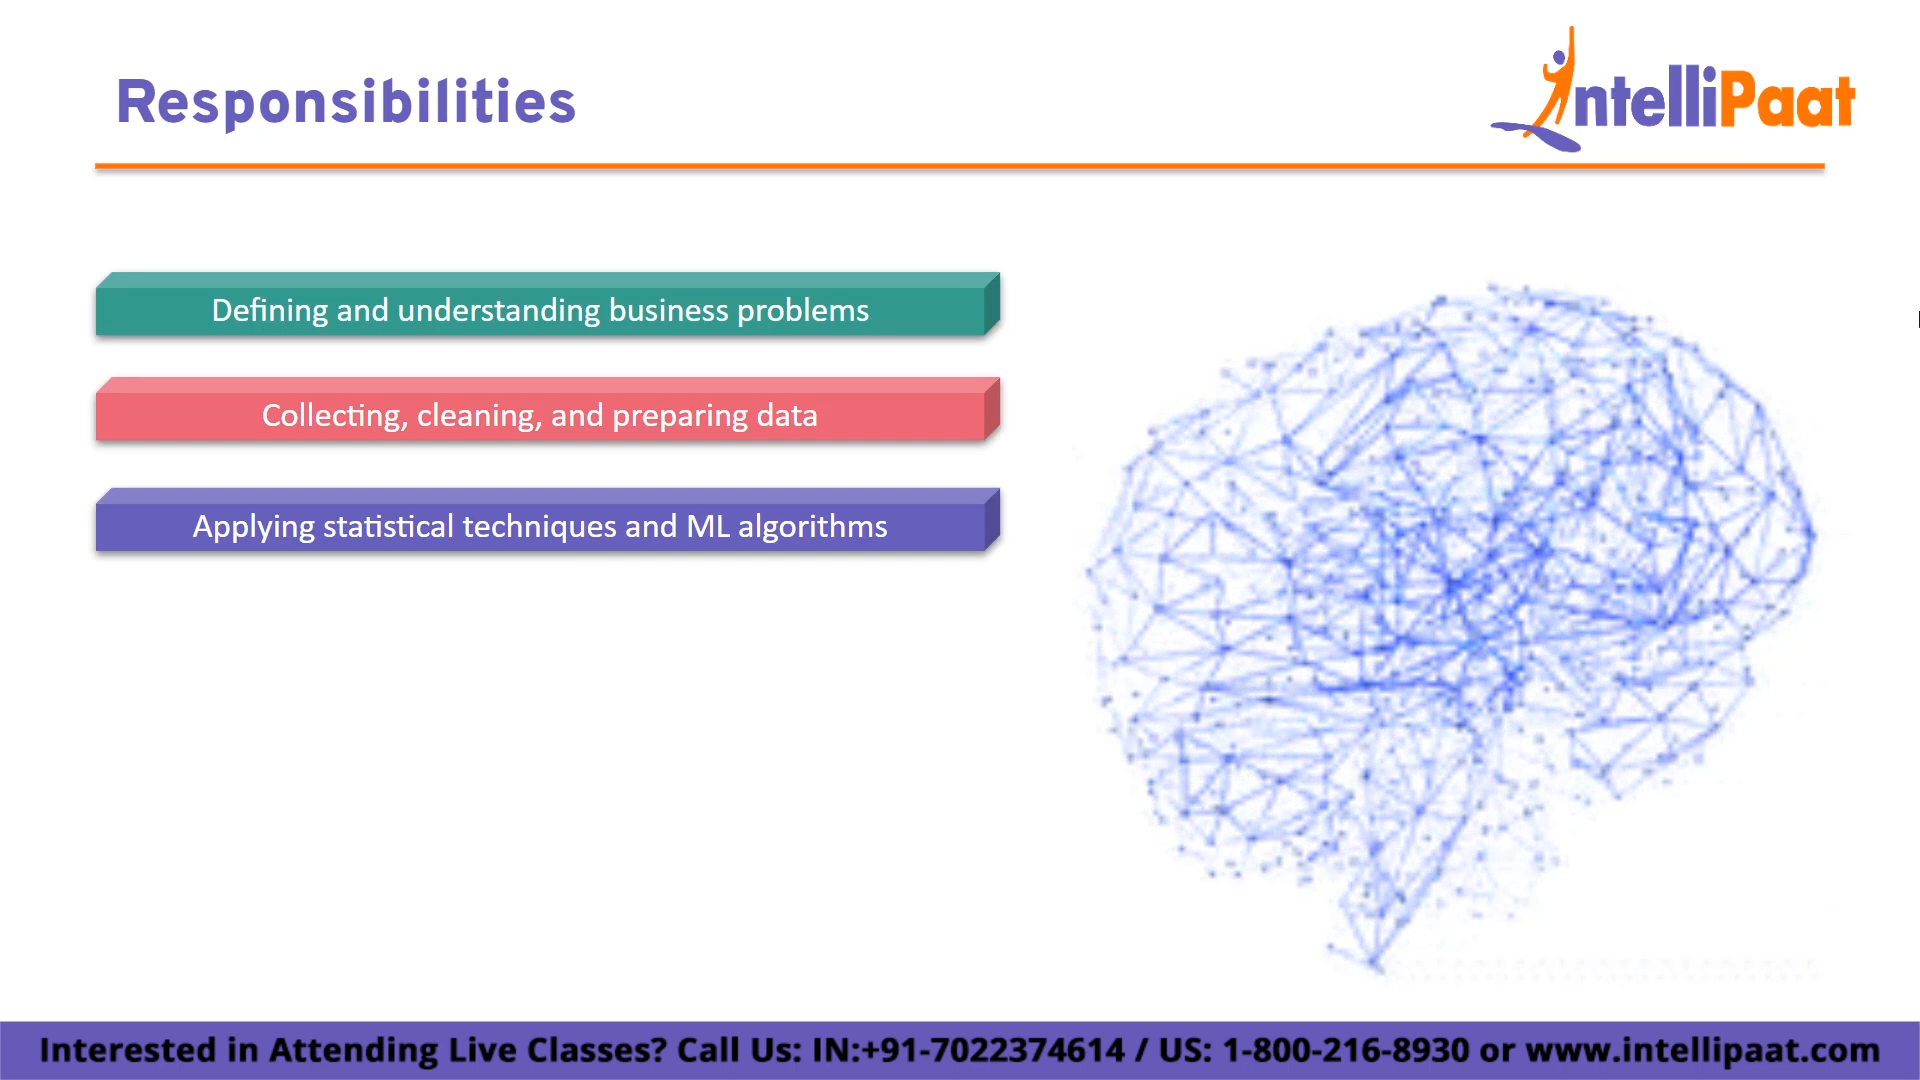 Responsibilities
ntelliPaat
Defining and understanding business problems
Collecting, cleaning, and preparing data
Applying statistical techniques and ML algorithms
Interested in Attending Live Classes? Call Us: IN:+91-7022374614 / US: 1-800-216-8930 or www.intellipaat.com